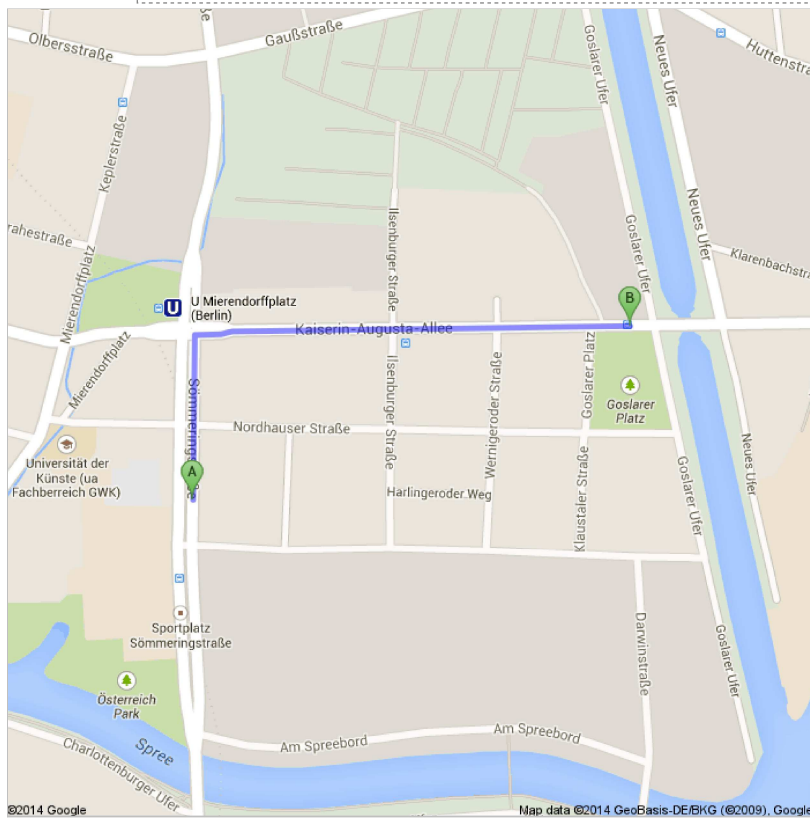 Olbersstraße
Gaußstraße
Goslarer Ufer
Neues Ufer
Huttenstra
Keplerstraße
rahestraße
Mierendorffplatz
U
U Mierendorffplatz
(Berlin)
Ilsenburger Straße
Goslarer Ufer
Neues Ufer
Klarenbachstra
B
Kaiserin-Augusta-Allee
Mierendorffplatz
Ilsenburger Straße
Wernigeroder Straße
Goslarer Platz
Goslarer
Platz
Nordhauser Straße
Universität der
Künste (ua
Fachberreich GWK)
A
Harlingeroder Weg
Klaustaler Straße
Goslarer Ufer
Neues Ufer
Sportplatz
Sömmeringstraße
Darwinstraße
Goslarer Ufer
Österreich
Park
Spree
Am Spreebord
Am Spreebord
Charlottenburger Ufer
©2014 Google
Map data ©2014 GeoBasis-DE/BKG (©2009), Google